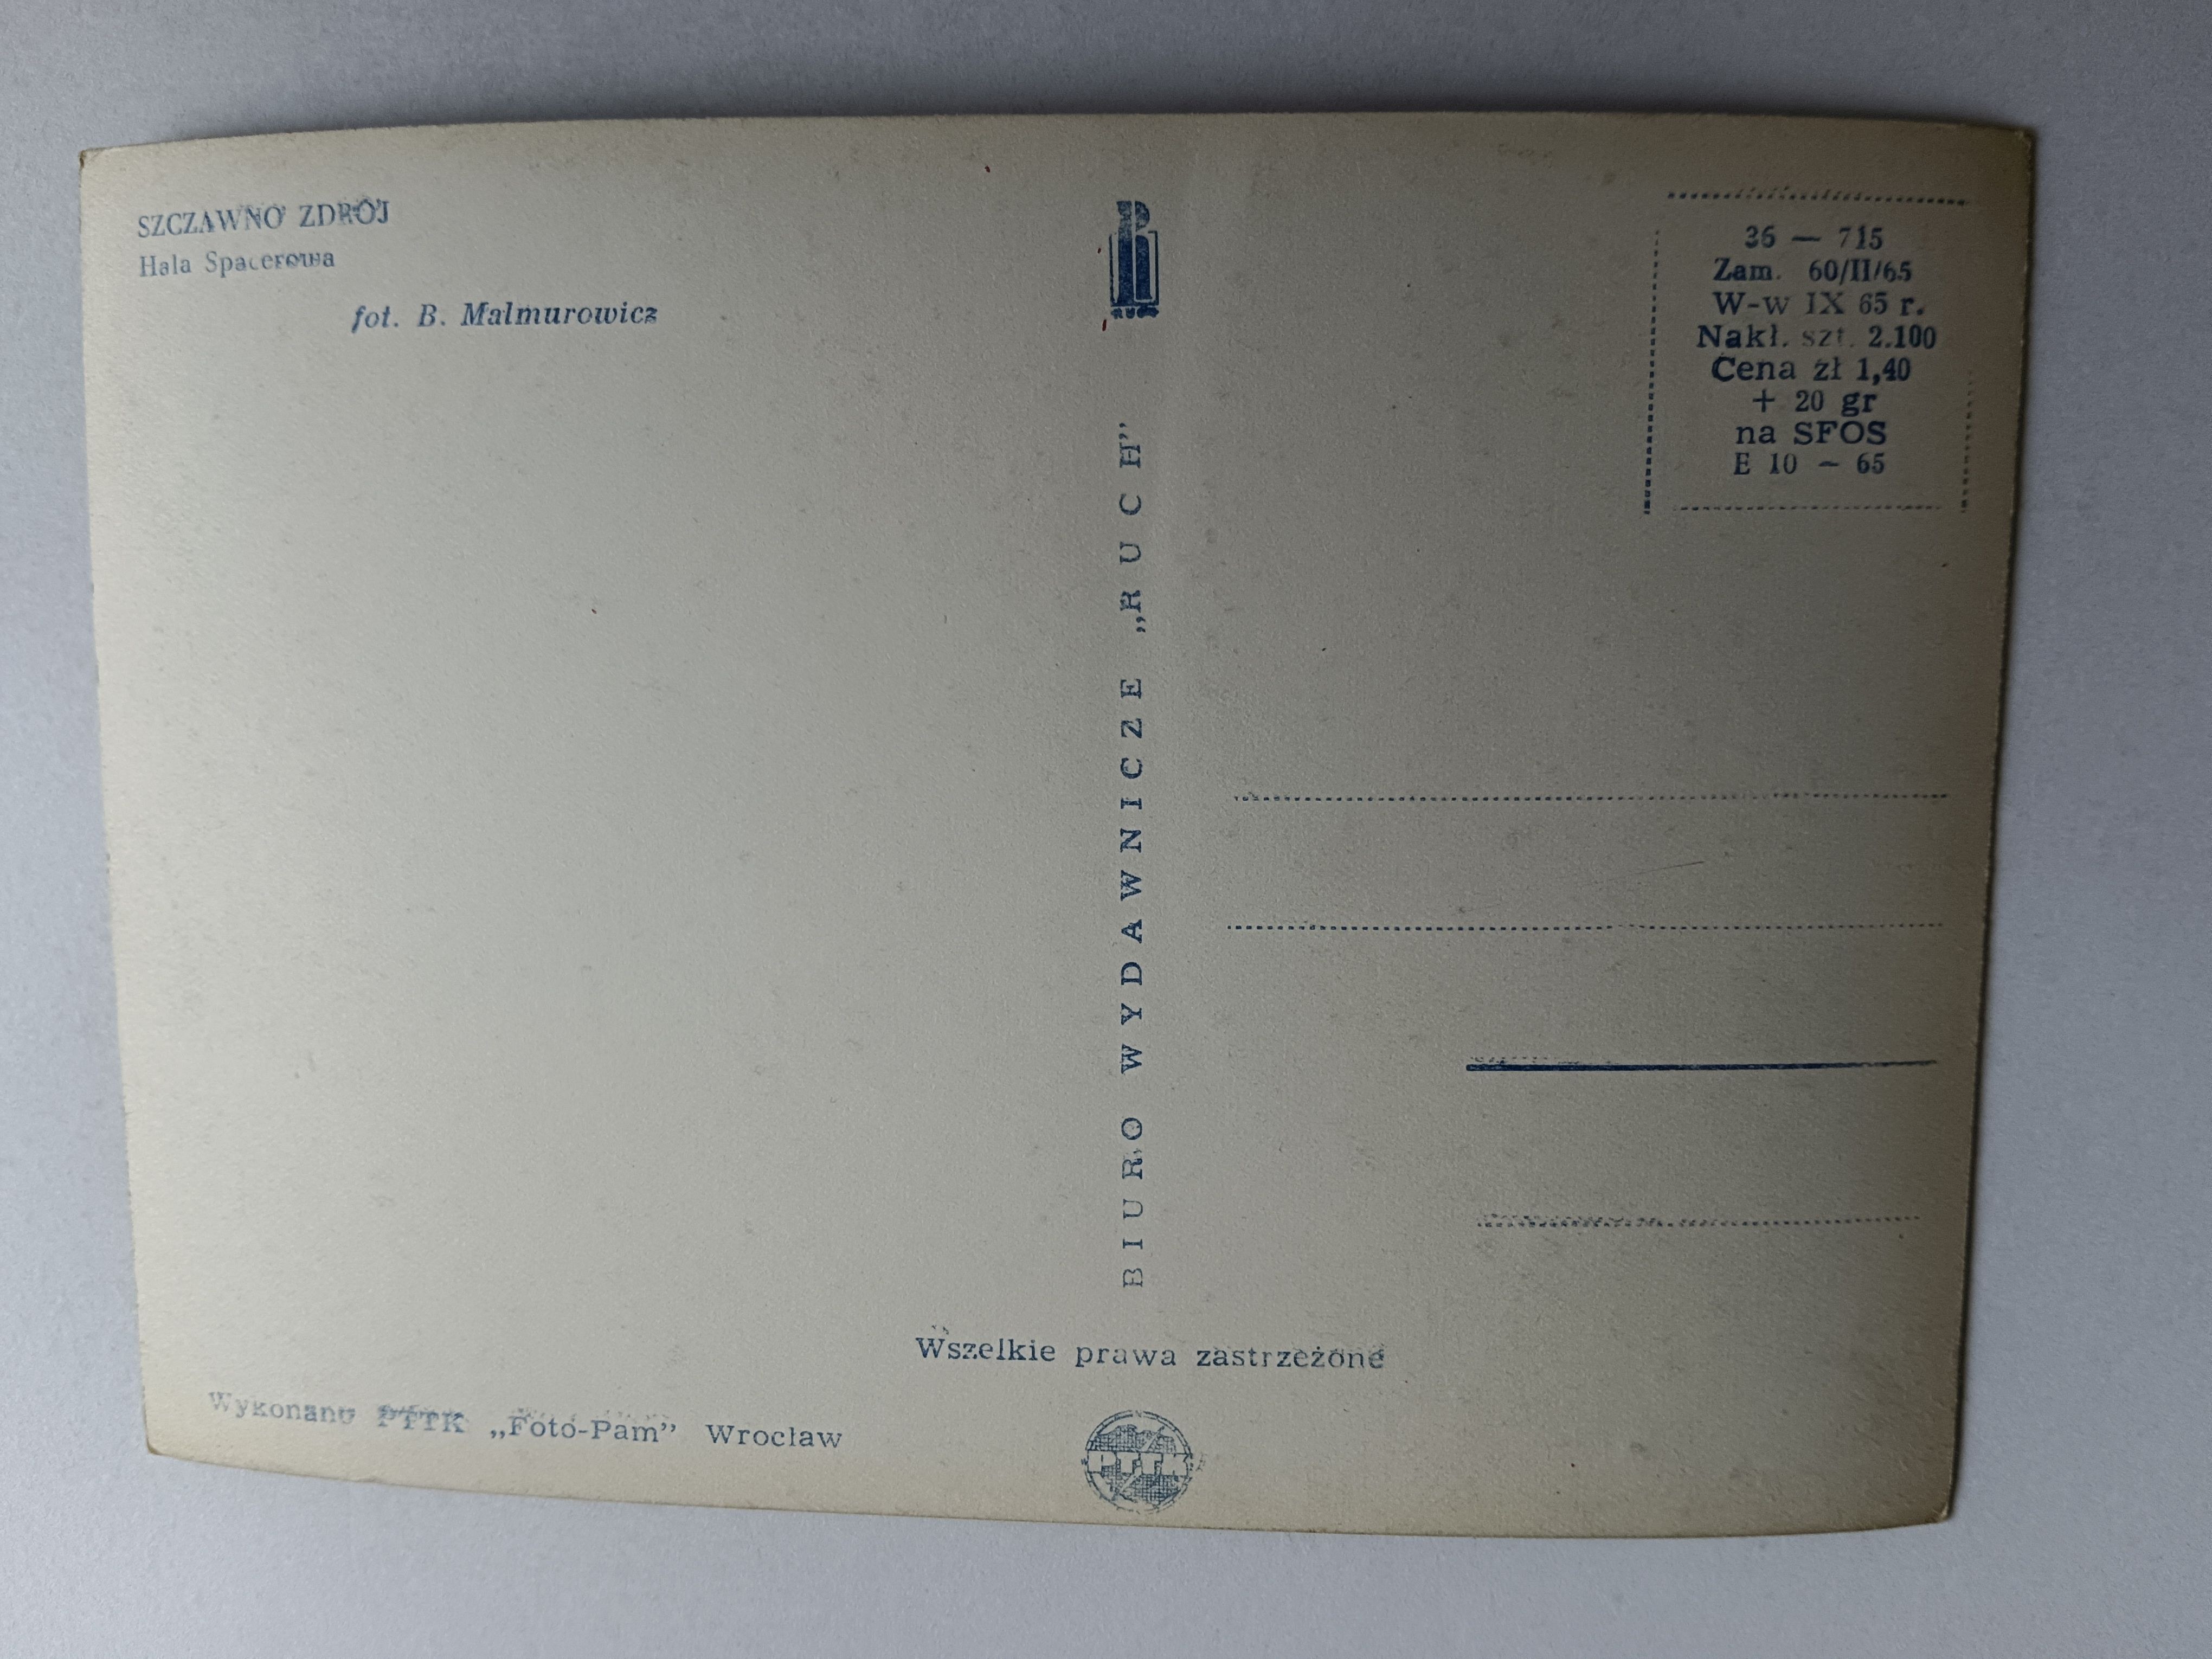 SZCZAWNO ZDRÓJ
Hala Spacerowa
fot. B. Malmurowicz
RUCH
BIURO WYDAWNICZE „RUCH”
36 — 715
Zam. 60/II/65
W-w IX 65 r.
Nakł. szt. 2.100
Cena zł 1,40
+ 20 gr
na SFOS
E 10 — 65
Wszelkie prawa zastrzeżone
Wykonano PTTK „Foto-Pam” Wrocław
PTTK